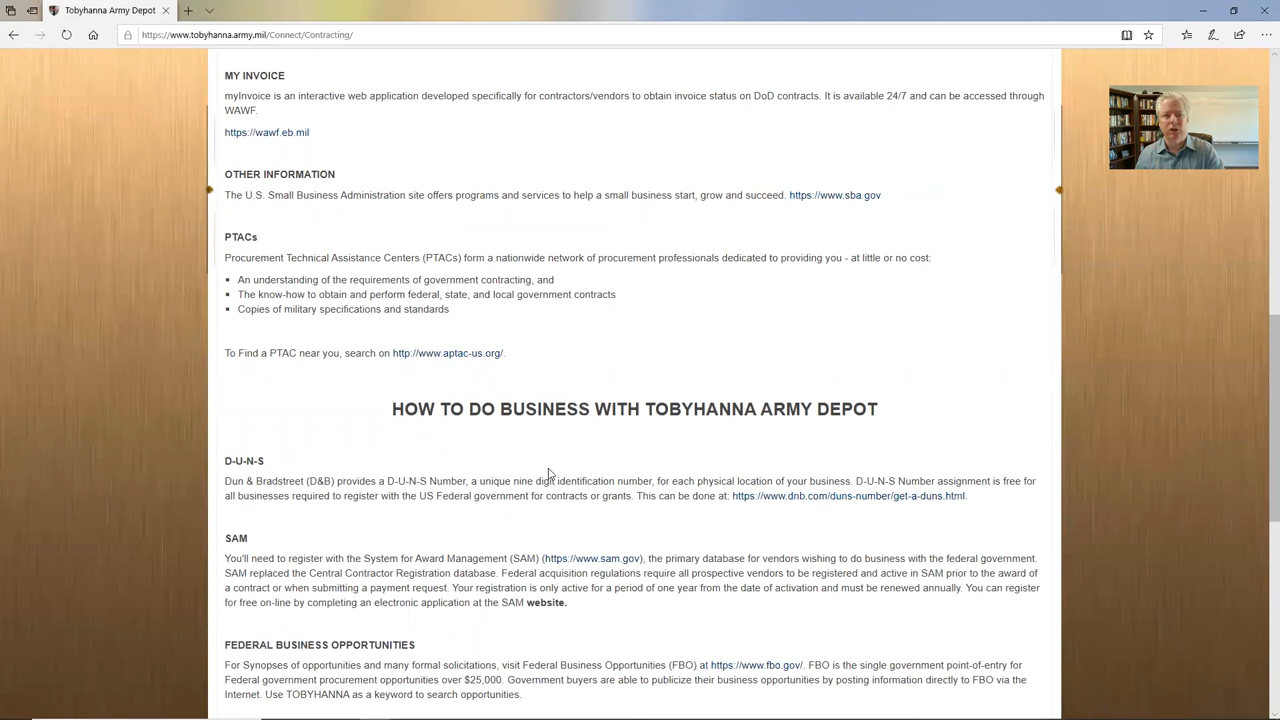 Tobyhanna Army Depot
https://www.tobyhanna.army.mil/Connect/Contracting/
MY INVOICE
myInvoice is an interactive web application developed specifically for contractors/vendors to obtain invoice status on DoD contracts. It is available 24/7 and can be accessed through
WAWF.
https://wawf.eb.mil
OTHER INFORMATION
The U.S. Small Business Administration site offers programs and services to help a small business start, grow and succeed. https://www.sba.gov
PTACs
Procurement Technical Assistance Centers (PTACs) form a nationwide network of procurement professionals dedicated to providing you - at little or no cost:
▪ An understanding of the requirements of government contracting, and
▪ The know-how to obtain and perform federal, state, and local government contracts
▪ Copies of military specifications and standards
To Find a PTAC near you, search on http://www.aptac-us.org/.
HOW TO DO BUSINESS WITH TOBYHANNA ARMY DEPOT
D-U-N-S
Dun & Bradstreet (D&B) provides a D-U-N-S Number, a unique nine digit identification number, for each physical location of your business. D-U-N-S Number assignment is free for
all businesses required to register with the US Federal government for contracts or grants. This can be done at: https://www.dnb.com/duns-number/get-a-duns.html.
SAM
You'll need to register with the System for Award Management (SAM) (https://www.sam.gov), the primary database for vendors wishing to do business with the federal government.
SAM replaced the Central Contractor Registration database. Federal acquisition regulations require all prospective vendors to be registered and active in SAM prior to the award of
a contract or when submitting a payment request. Your registration is only active for a period of one year from the date of activation and must be renewed annually. You can register
for free on-line by completing an electronic application at the SAM website.
FEDERAL BUSINESS OPPORTUNITIES
For Synopses of opportunities and many formal solicitations, visit Federal Business Opportunities (FBO) at https://www.fbo.gov/. FBO is the single government point-of-entry for
Federal government procurement opportunities over $25,000. Government buyers are able to publicize their business opportunities by posting information directly to FBO via the
Internet. Use TOBYHANNA as a keyword to search opportunities.